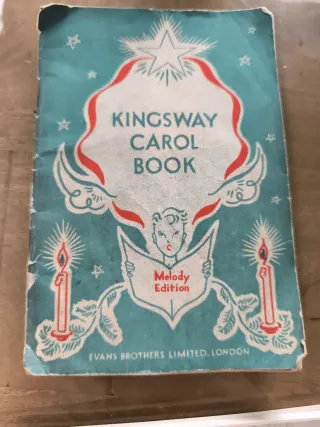 KINGSWAY
CAROL
BOOK
Melody
Edition
EVANS BROTHERS LIMITED, LONDON